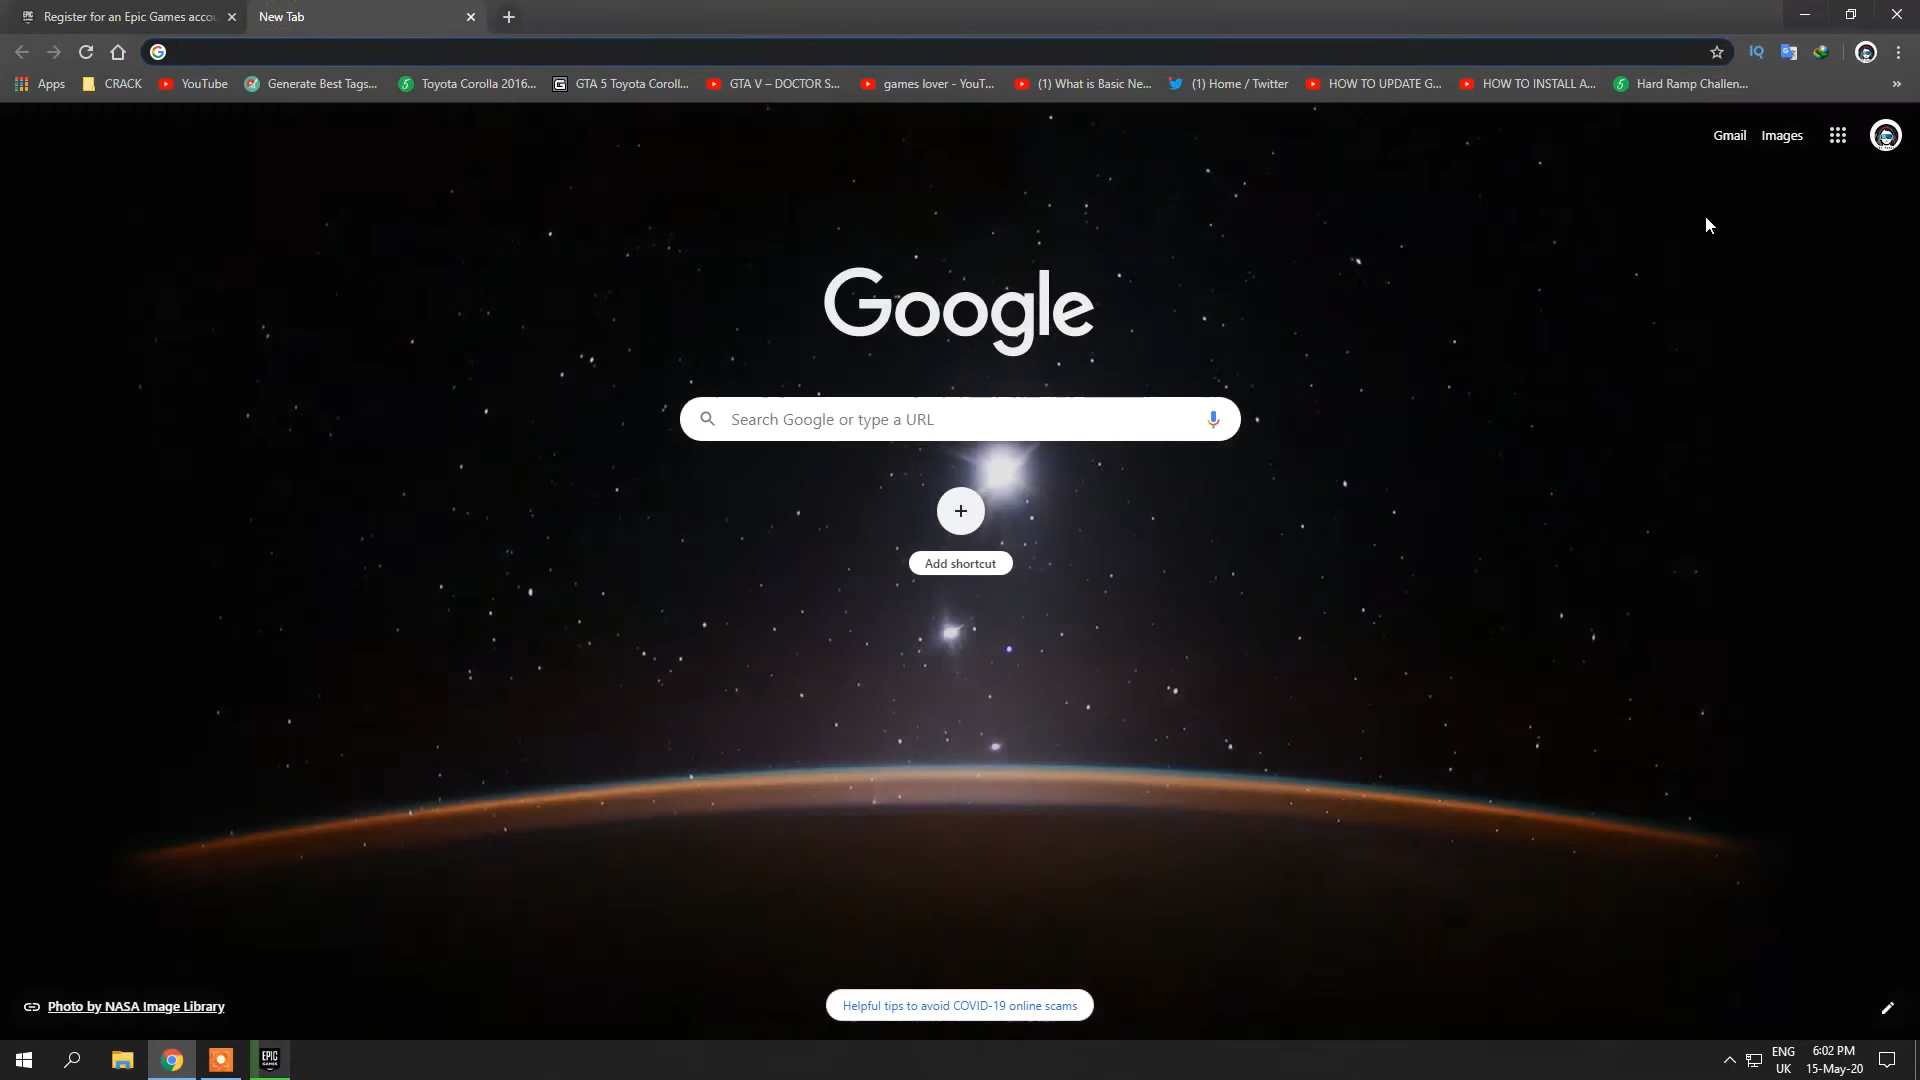 Register for an Epic Games accou
New Tab
Apps
CRACK
YouTube
Generate Best Tags...
Toyota Corolla 2016...
GTA 5 Toyota Coroll...
GTA V – DOCTOR S...
games lover - YouT...
(1) What is Basic Ne...
(1) Home / Twitter
HOW TO UPDATE G...
HOW TO INSTALL A...
Hard Ramp Challen...
»
Gmail
Images
Google
Search Google or type a URL
Add shortcut
Photo by NASA Image Library
Helpful tips to avoid COVID-19 online scams
EPIC
GAMES
ENG
UK
6:02 PM
15-May-20